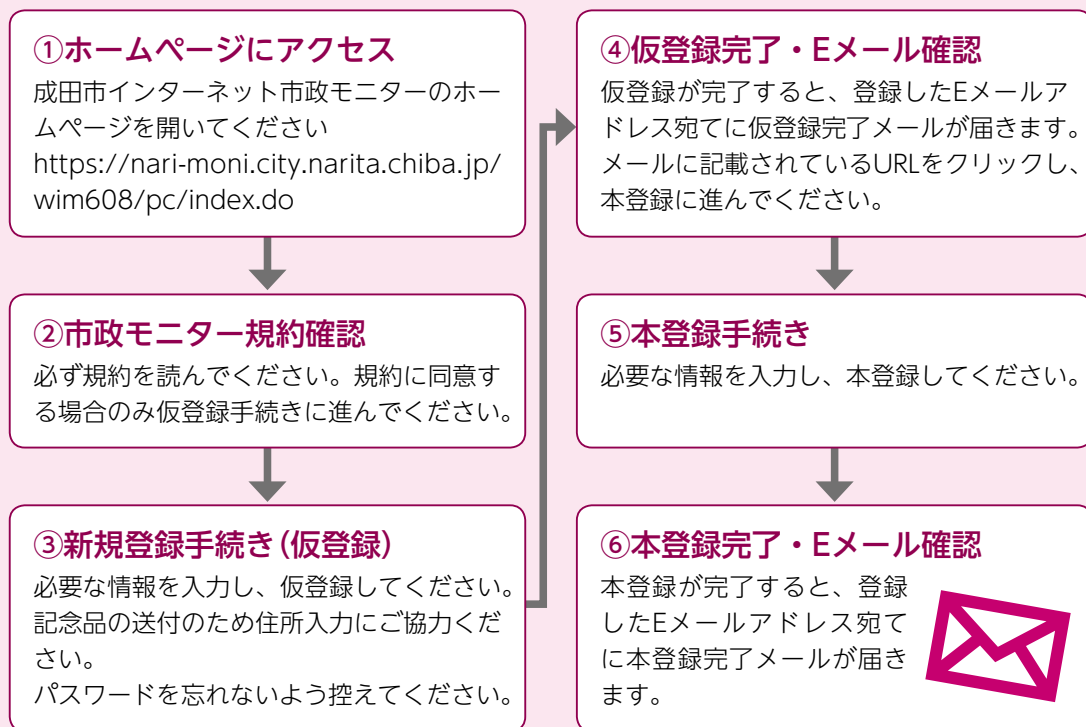 ①ホームページにアクセス
成田市インターネット市政モニターのホー
ムページを開いてください
https://nari-moni.city.narita.chiba.jp/
wim608/pc/index.do
②市政モニター規約確認
必ず規約を読んでください。規約に同意す
る場合のみ仮登録手続きに進んでください。
③新規登録手続き(仮登録)
必要な情報を入力し、仮登録してください。
記念品の送付のため住所入力にご協力くだ
さい。
パスワードを忘れないよう控えてください。
④仮登録完了・Eメール確認
仮登録が完了すると、登録したEメールア
ドレス宛てに仮登録完了メールが届きます。
メールに記載されているURLをクリックし、
本登録に進んでください。
⑤本登録手続き
必要な情報を入力し、本登録してください。
⑥本登録完了・Eメール確認
本登録が完了すると、登録
したEメールアドレス宛て
に本登録完了メールが届き
ます。